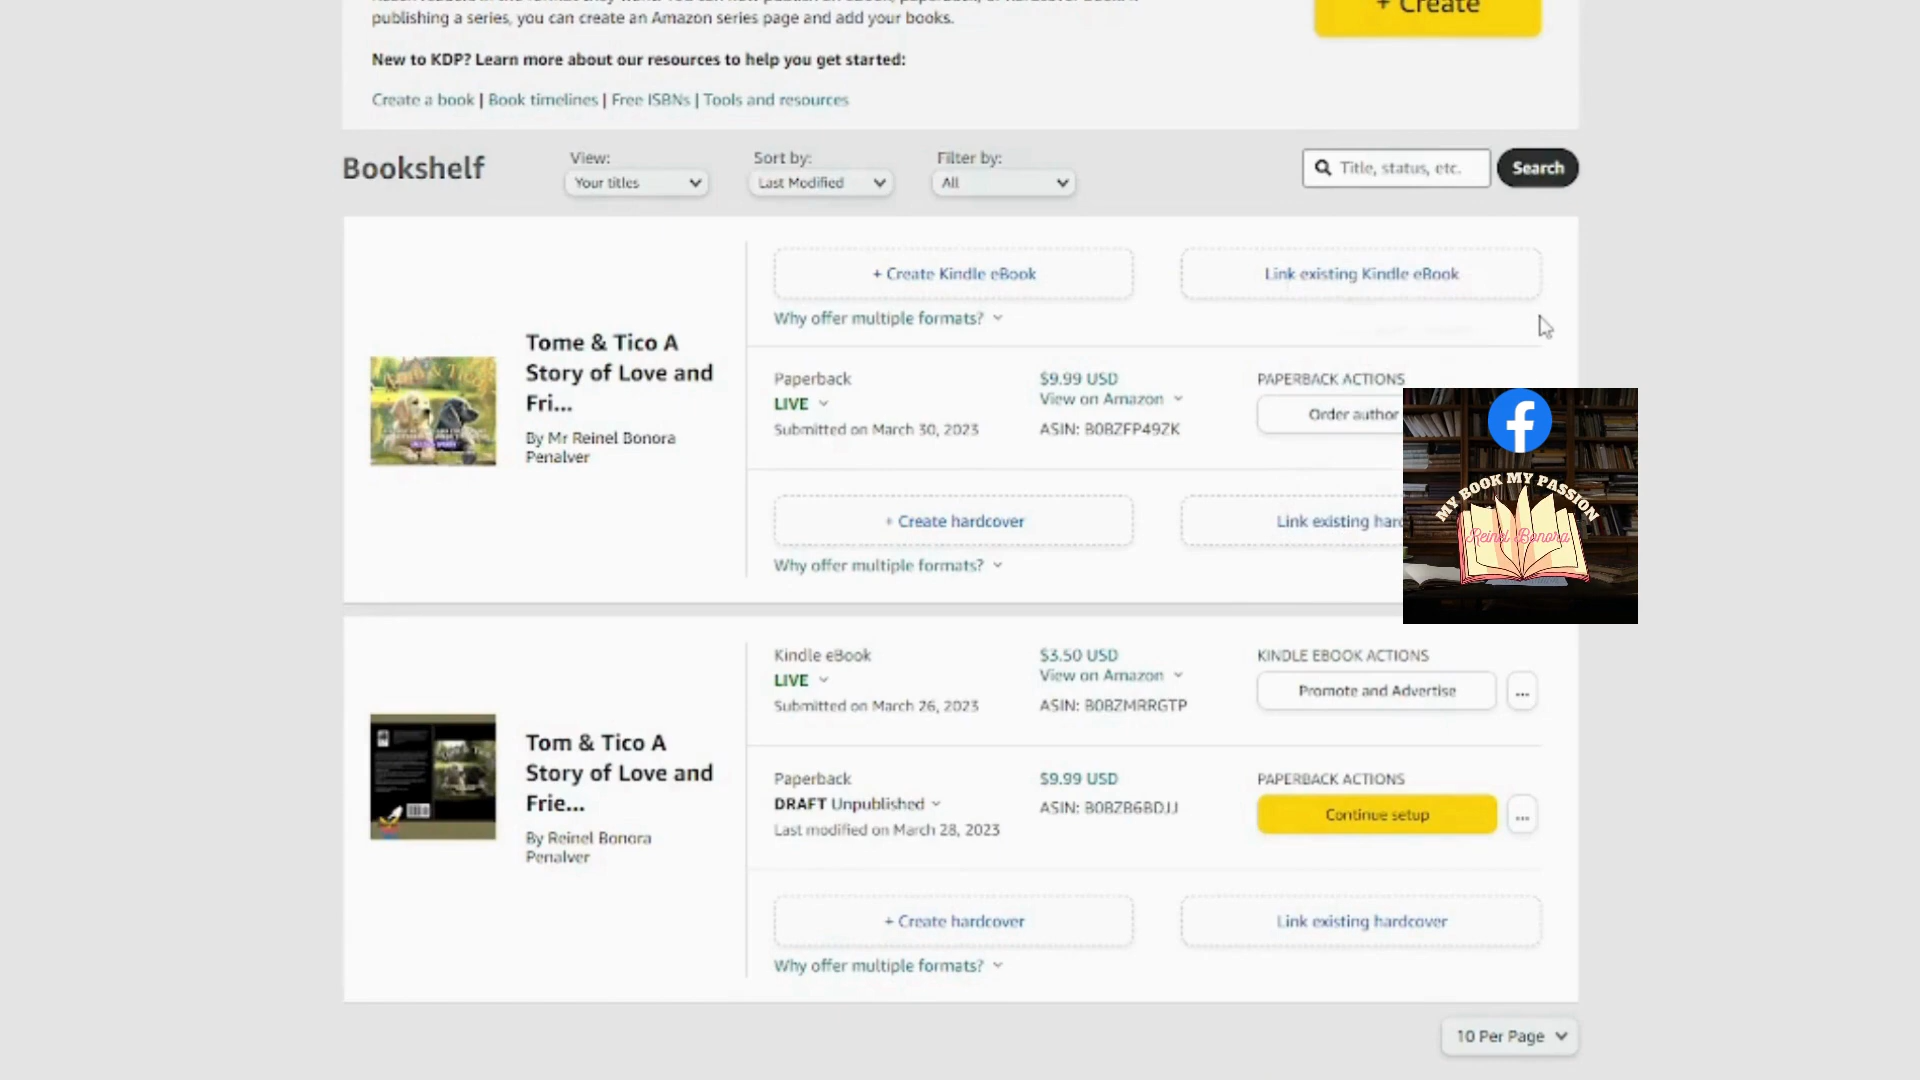 publishing a series, you can create an Amazon series page and add your books.
+ Create
New to KDP? Learn more about our resources to help you get started:
Create a book | Book timelines | Free ISBNs | Tools and resources
Bookshelf
View:
Your titles
Sort by:
Last Modified
Filter by:
All
Title, status, etc.
Search
+ Create Kindle eBook
Link existing Kindle eBook
Why offer multiple formats?
Tome & Tico A
Story of Love and
Fri...
By Mr Reinel Bonora
Penalver
Paperback
LIVE
Submitted on March 30, 2023
$9.99 USD
View on Amazon
ASIN: B0BZFP49ZK
PAPERBACK ACTIONS
Order author
+ Create hardcover
Link existing hard
Why offer multiple formats?
MY BOOK MY PASSION
Reinel Bonora
Tom & Tico A
Story of Love and
Frie...
By Reinel Bonora
Penalver
Kindle eBook
LIVE
Submitted on March 26, 2023
$3.50 USD
View on Amazon
ASIN: B0BZMRRGTP
KINDLE EBOOK ACTIONS
Promote and Advertise
...
Paperback
DRAFT Unpublished
Last modified on March 28, 2023
$9.99 USD
ASIN: B0BZB6BDJJ
PAPERBACK ACTIONS
Continue setup
...
+ Create hardcover
Link existing hardcover
Why offer multiple formats?
10 Per Page